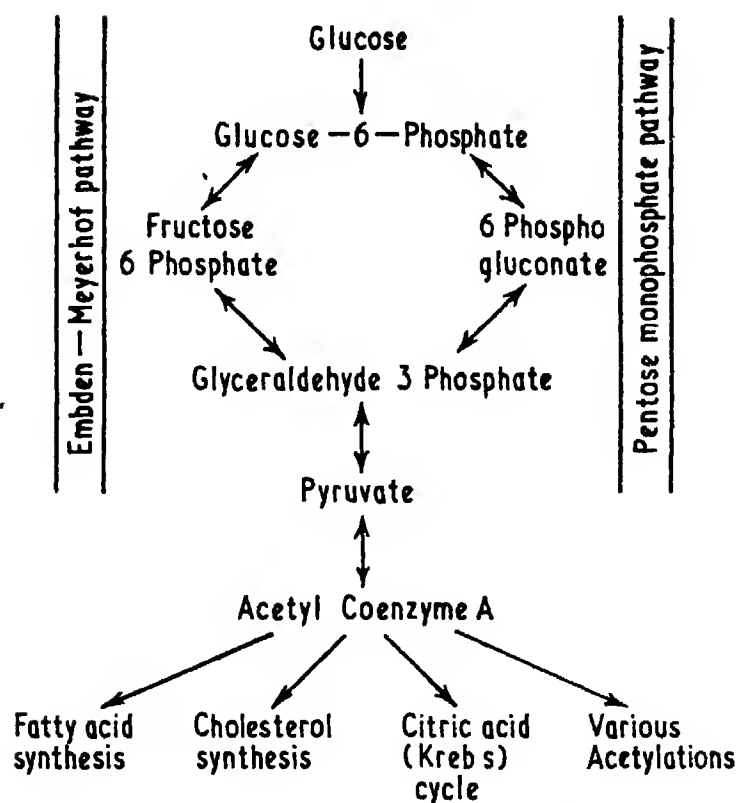 Glucose
Glucose — 6 — Phosphate
Fructose
6 Phosphate
6 Phospho
gluconate
Glyceraldehyde 3 Phosphate
Pyruvate
Acetyl Coenzyme A
Fatty acid
synthesis
Cholesterol
synthesis
Citric acid
(Kreb s)
cycle
Various
Acetylations
Embden — Meyerhof pathway
Pentose monophosphate pathway